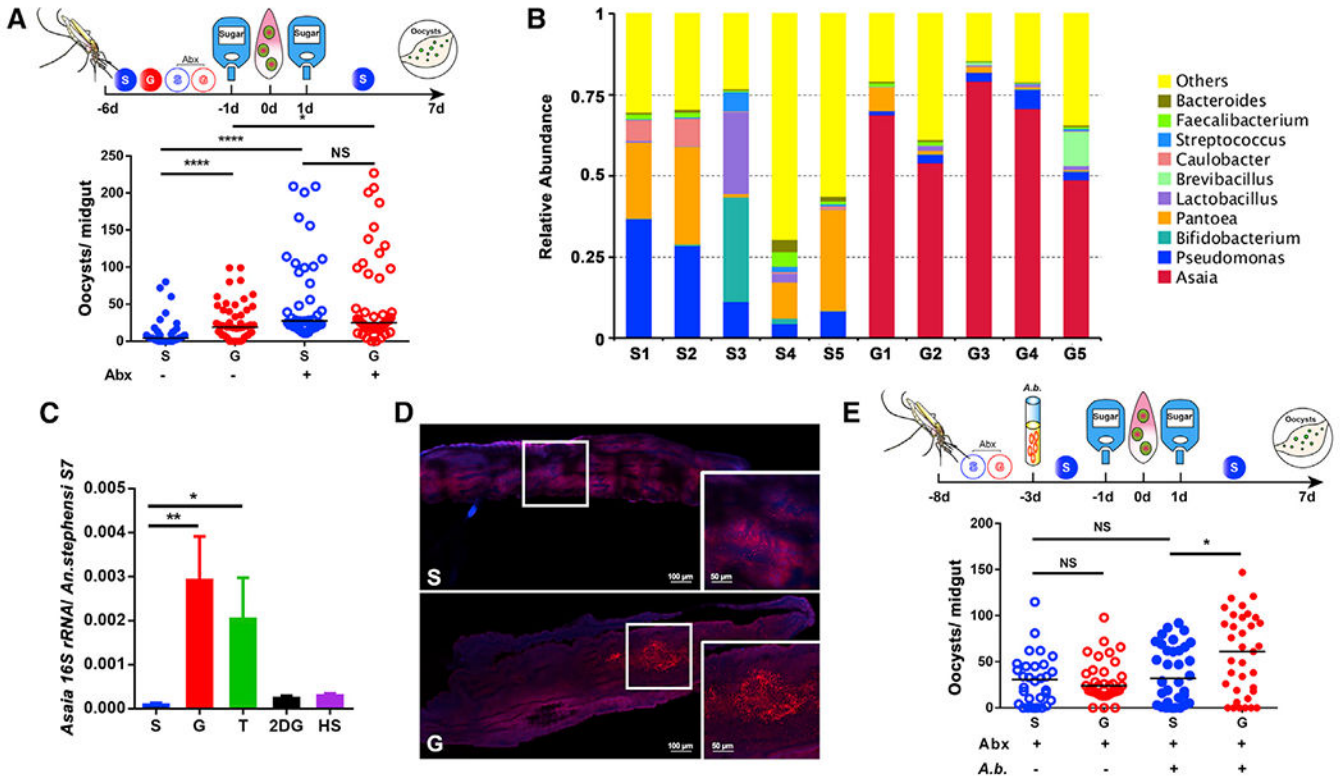 A
Abx
Sugar
Sugar
Oocysts
S
G
S
G
S
-6d
-1d
0d
1d
7d
*
****
****
NS
Oocysts/ midgut
250
200
150
100
50
0
S
G
S
G
Abx
-
-
+
+
B
Relative Abundance
1
0.75
0.5
0.25
0
S1
S2
S3
S4
S5
G1
G2
G3
G4
G5
Others
Bacteroides
Faecalibacterium
Streptococcus
Caulobacter
Brevibacillus
Lactobacillus
Pantoea
Bifidobacterium
Pseudomonas
Asaia
C
Asaia 16S rRNA/ An.stephensi S7
0.005
0.004
0.003
0.002
0.001
0.000
*
**
S
G
T
2DG
HS
D
S
100 µm
50 µm
G
100 µm
50 µm
E
Abx
A.b.
Sugar
Sugar
Oocysts
S
G
S
S
-8d
-3d
-1d
0d
1d
7d
NS
NS
*
Oocysts/ midgut
200
150
100
50
0
S
G
S
G
Abx
+
+
+
+
A.b.
-
-
+
+